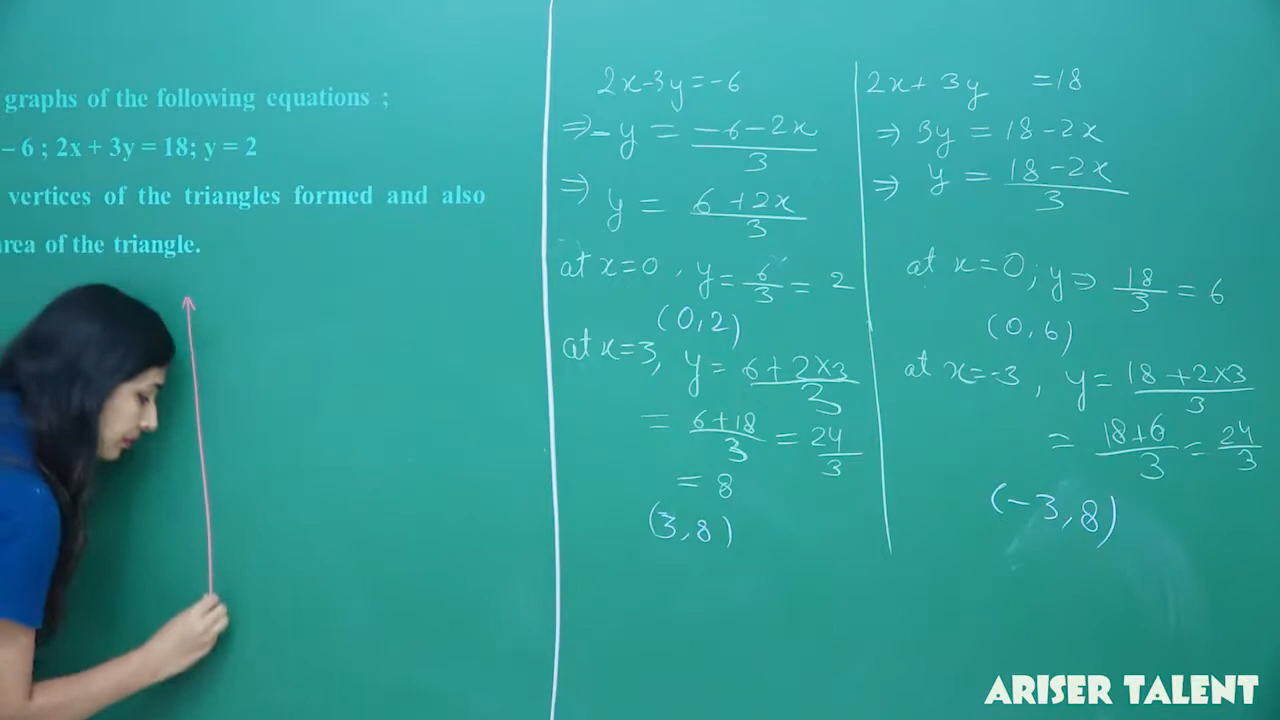 graphs of the following equations ;
– 6 ; 2x + 3y = 18; y = 2
vertices of the triangles formed and also
area of the triangle.
2x-3y=-6
⇒ -y = (-6-2x)/3
⇒ y = (6+2x)/3
at x=0, y = 6/3 = 2
(0,2)
at x=3, y = (6+2×3)/3
= (6+18)/3 = 24/3
= 8
(3,8)
2x+3y =18
⇒ 3y = 18-2x
⇒ y = (18-2x)/3
at x=0; y ⇒ 18/3 = 6
(0,6)
at x=-3, y = (18+2×3)/3
= (18+6)/3 = 24/3
(-3,8)
ARISER TALENT